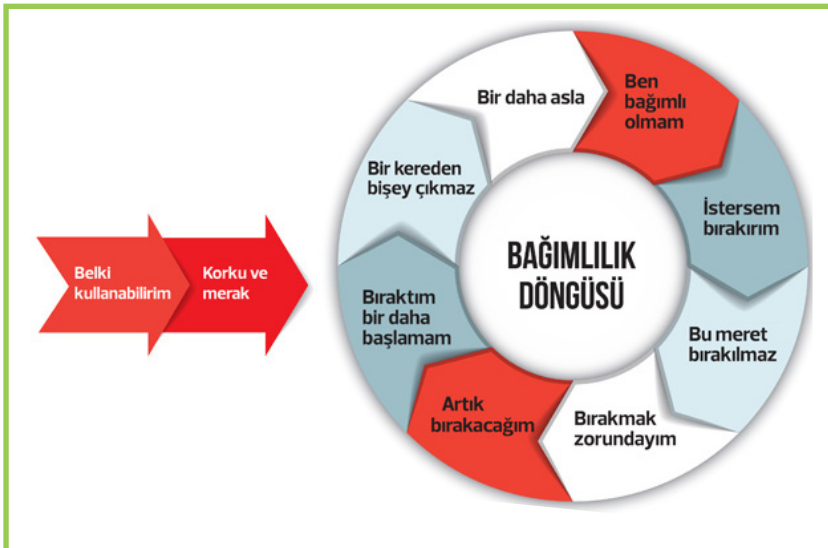 Belki
kullanabilirim
Korku ve
merak
BAĞIMLILIK
DÖNGÜSÜ
Bir daha asla
Ben
bağımlı
olmam
İstersem
bırakırım
Bu meret
bırakılmaz
Bırakmak
zorundayım
Artık
bırakacağım
Bıraktım
bir daha
başlamam
Bir kereden
bişey çıkmaz